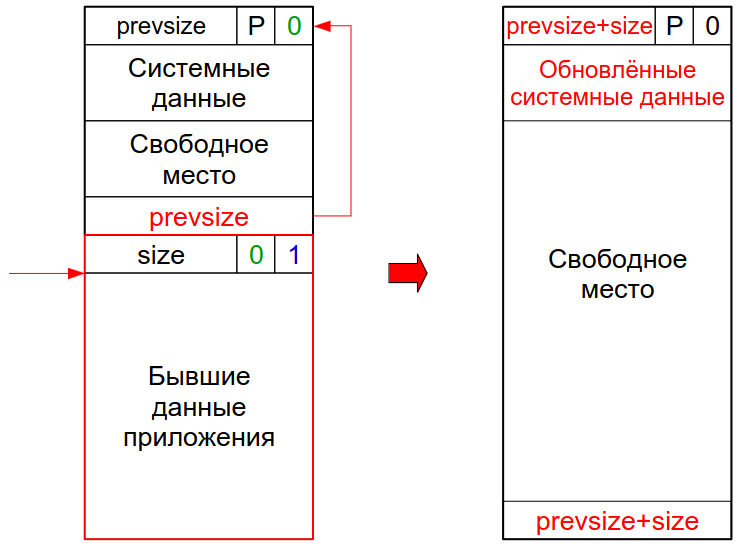 prevsize P 0
Системные
данные
Свободное
место
prevsize
size 0 1
Бывшие
данные
приложения
prevsize+size P 0
Обновлённые
системные данные
Свободное
место
prevsize+size